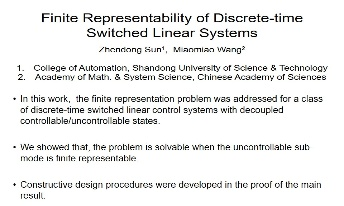 Finite Representability of Discrete-time
Switched Linear Systems
Zhendong Sun¹, Miaomiao Wang²
1. College of Automation, Shandong University of Science & Technology
2. Academy of Math. & System Science, Chinese Academy of Sciences
• In this work, the finite representation problem was addressed for a class
of discrete-time switched linear control systems with decoupled
controllable/uncontrollable states.
• We showed that, the problem is solvable when the uncontrollable sub
mode is finite representable
• Constructive design procedures were developed in the proof of the main
result.